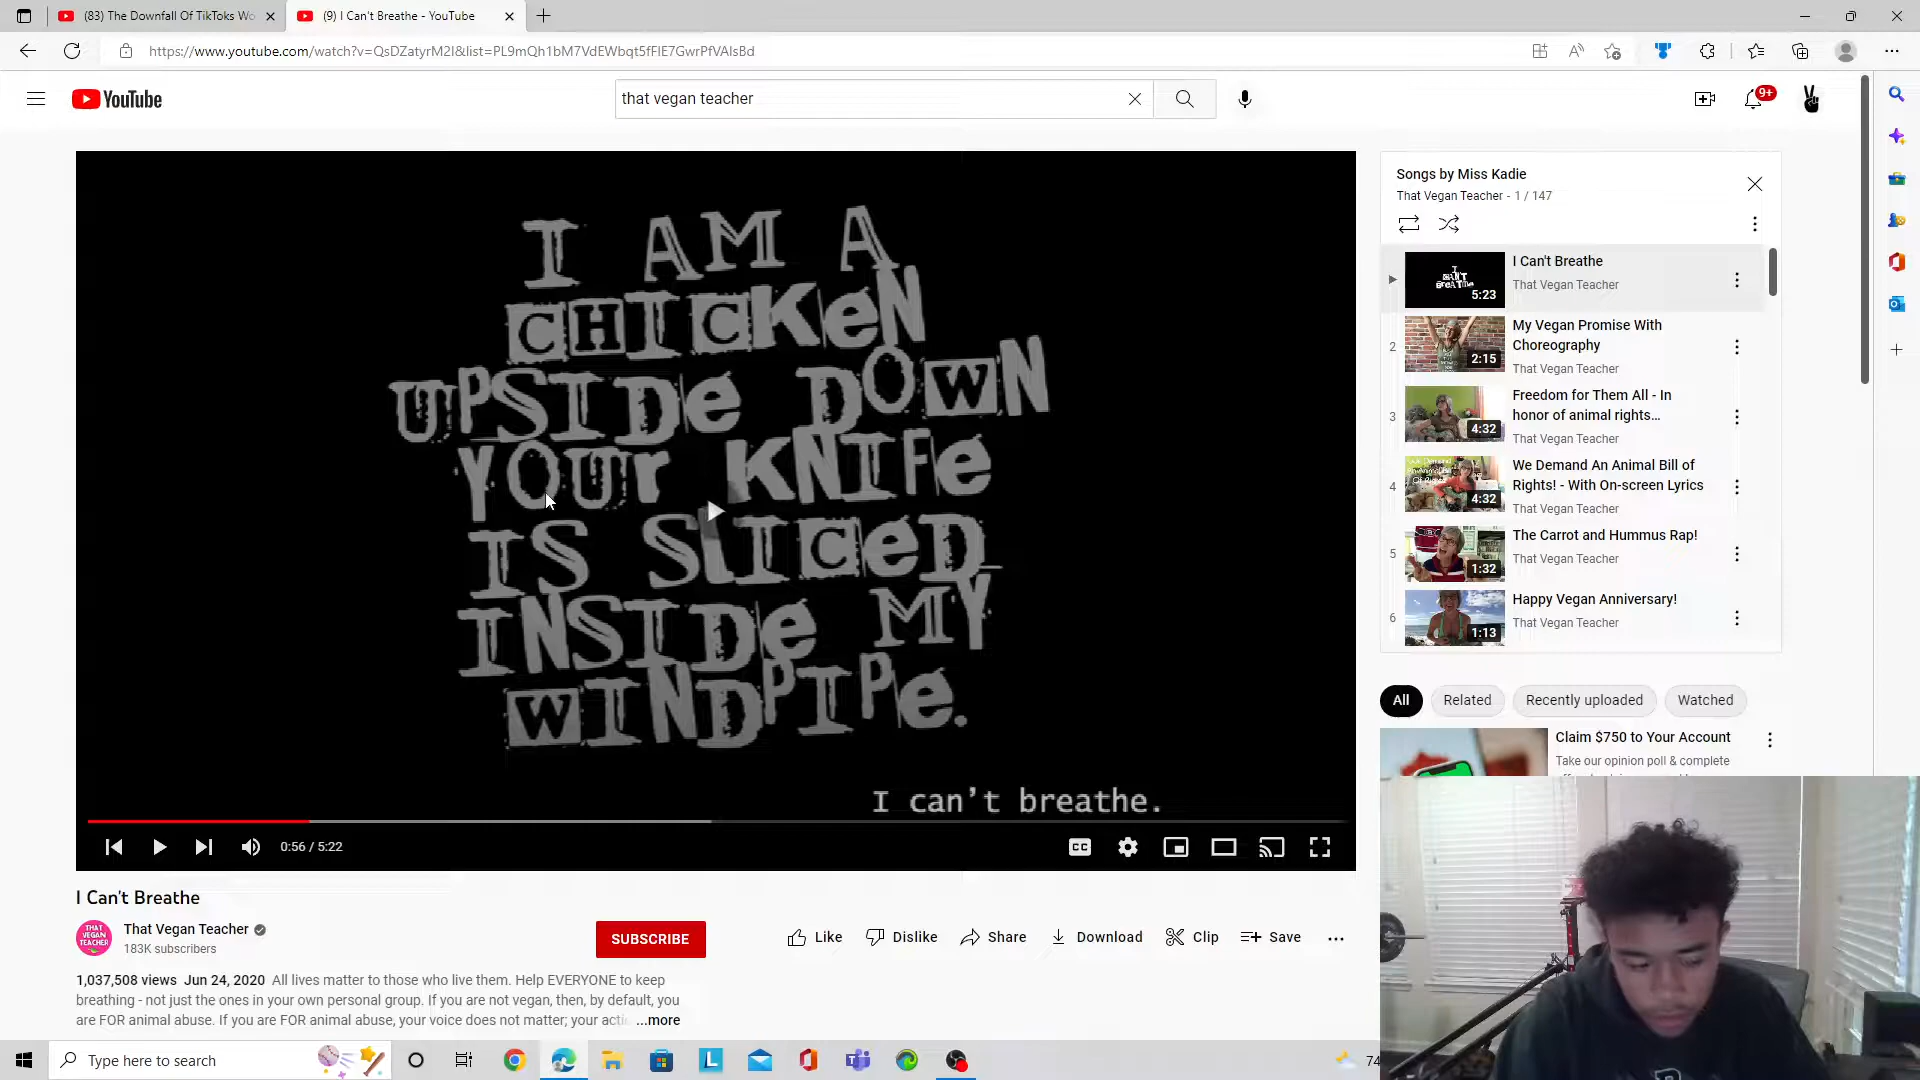 (83) The Downfall Of TikToks Wo
(9) I Can't Breathe - YouTube
https://www.youtube.com/watch?v=QsDZatyrM2I&list=PL9mQh1bM7VdEWbqt5fFIE7GwrPfVAlsBd
YouTube
that vegan teacher
9+
I AM A
CHICKEN
UPSIDE DOWN
YOUR KNIFE
IS SLICED
INSIDE MY
WINDPIPE.
I can't breathe.
0:56 / 5:22
CC
I Can't Breathe
THAT VEGAN TEACHER
That Vegan Teacher
183K subscribers
SUBSCRIBE
Like
Dislike
Share
Download
Clip
Save
1,037,508 views Jun 24, 2020 All lives matter to those who live them. Help EVERYONE to keep
breathing - not just the ones in your own personal group. If you are not vegan, then, by default, you
are FOR animal abuse. If you are FOR animal abuse, your voice does not matter; your acti ...more
Songs by Miss Kadie
That Vegan Teacher - 1 / 147
I CAN'T BREATHE
5:23
I Can't Breathe
That Vegan Teacher
2
2:15
My Vegan Promise With
Choreography
That Vegan Teacher
3
4:32
Freedom for Them All - In
honor of animal rights...
That Vegan Teacher
4
4:32
We Demand An Animal Bill of
Rights! - With On-screen Lyrics
That Vegan Teacher
5
1:32
The Carrot and Hummus Rap!
That Vegan Teacher
6
1:13
Happy Vegan Anniversary!
That Vegan Teacher
All
Related
Recently uploaded
Watched
Claim $750 to Your Account
Take our opinion poll & complete
Type here to search
74